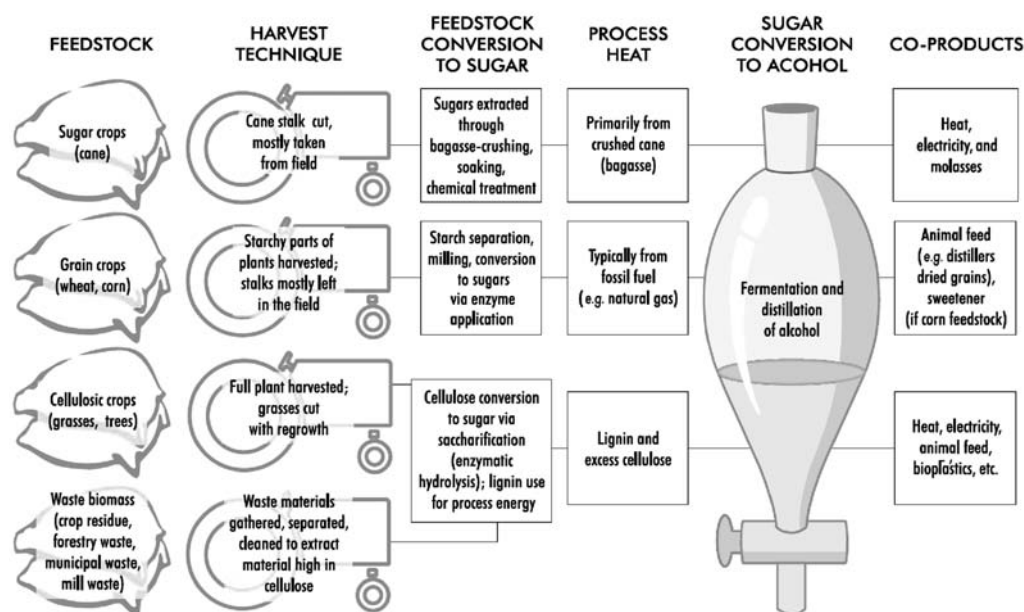 FEEDSTOCK
HARVEST
TECHNIQUE
FEEDSTOCK
CONVERSION
TO SUGAR
PROCESS
HEAT
SUGAR
CONVERSION
TO ACOHOL
CO-PRODUCTS
Sugar crops
(cane)
Cane stalk cut,
mostly taken
from field
Sugars extracted
through
bagasse-crushing,
soaking,
chemical treatment
Primarily from
crushed cane
(bagasse)
Heat,
electricity, and
molasses
Grain crops
(wheat, corn)
Starchy parts of
plants harvested;
stalks mostly left
in the field
Starch separation,
milling, conversion
to sugars
via enzyme
application
Typically from
fossil fuel
(e.g. natural gas)
Fermentation and
distillation
of alcohol
Animal feed
(e.g. distillers
dried grains),
sweetener
(if corn feedstock)
Cellulosic crops
(grasses, trees)
Full plant harvested;
grasses cut
with regrowth
Cellulose conversion
to sugar via
saccharification
(enzymatic
hydrolysis); lignin use
for process energy
Lignin and
excess cellulose
Heat, electricity,
animal feed,
bioplastics, etc.
Waste biomass
(crop residue,
forestry waste,
municipal waste,
mill waste)
Waste materials
gathered, separated,
cleaned to extract
material high in
cellulose